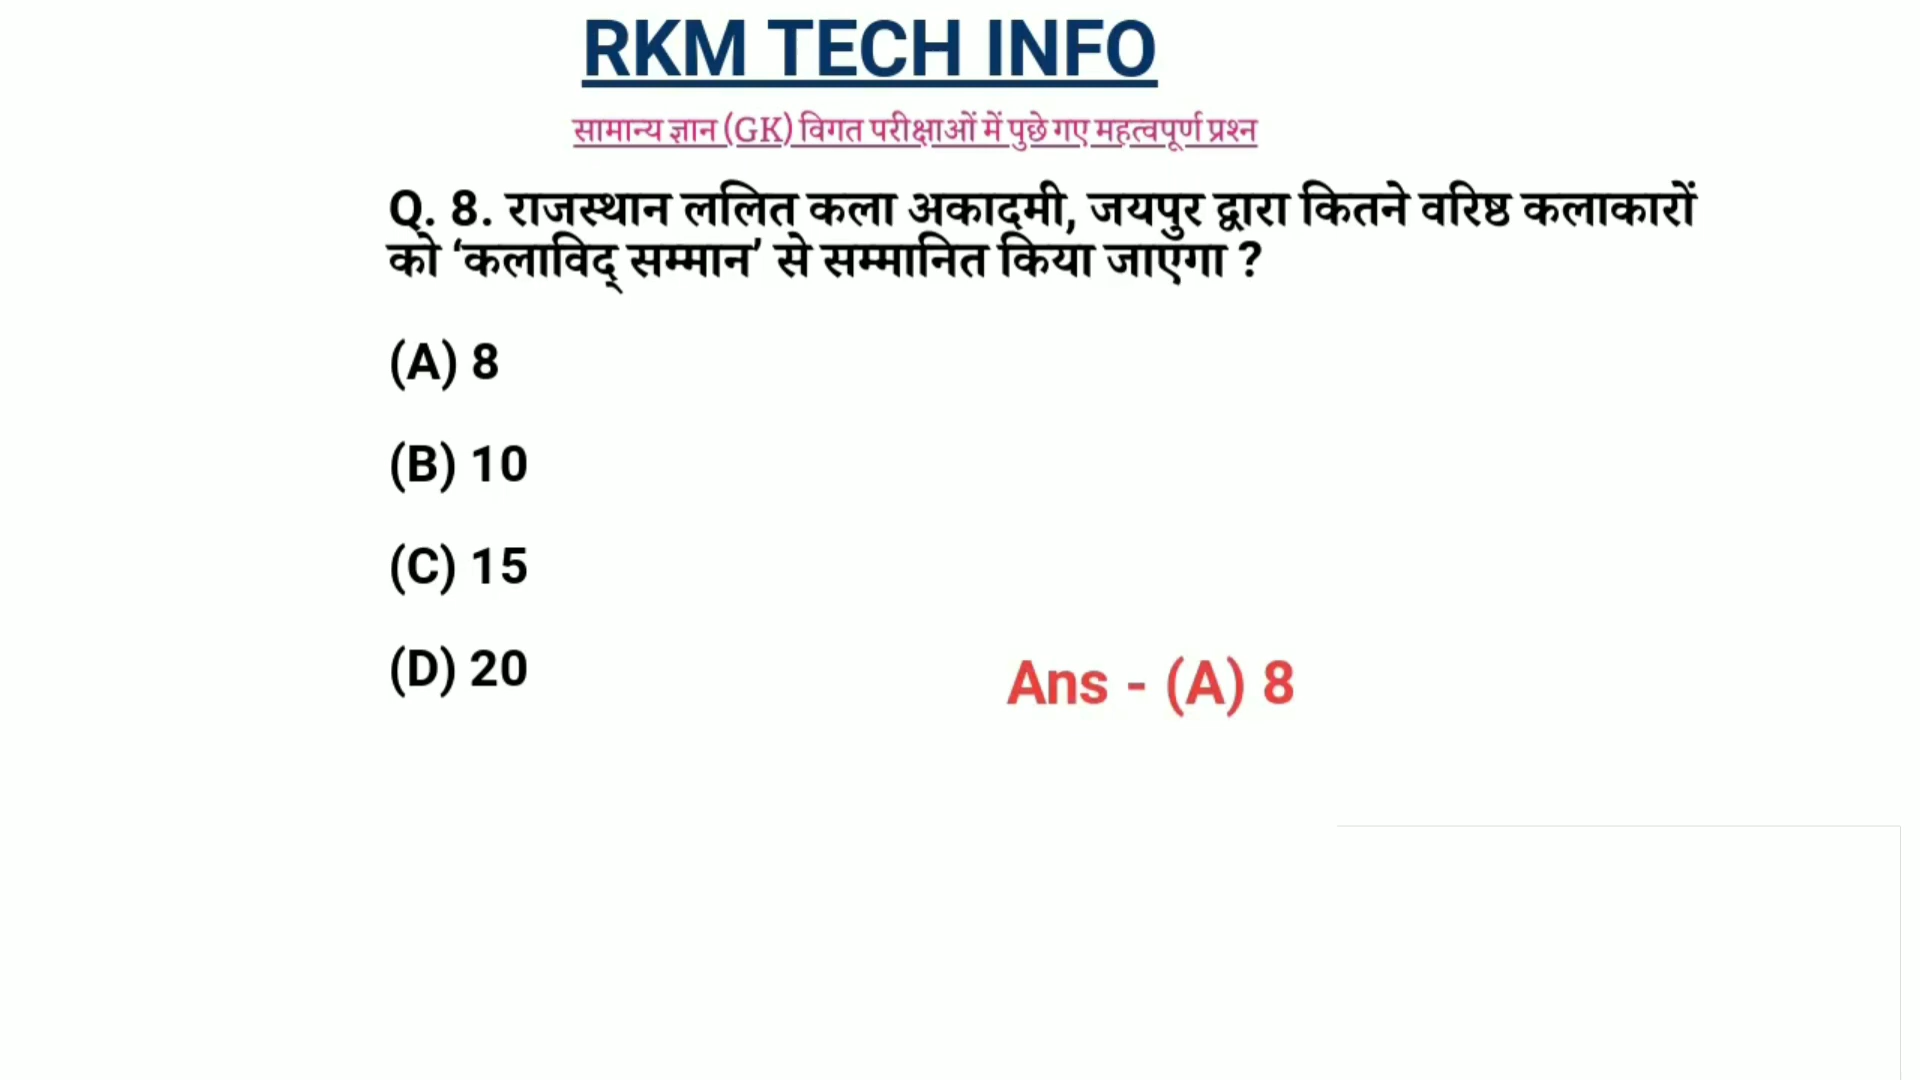 RKM TECH INFO
सामान्य ज्ञान (GK) विगत परीक्षाओं में पुछे गए महत्वपूर्ण प्रश्न
Q. 8. राजस्थान ललित कला अकादमी, जयपुर द्वारा कितने वरिष्ठ कलाकारों
को ‘कलाविद् सम्मान’ से सम्मानित किया जाएगा ?
(A) 8
(B) 10
(C) 15
(D) 20
Ans - (A) 8